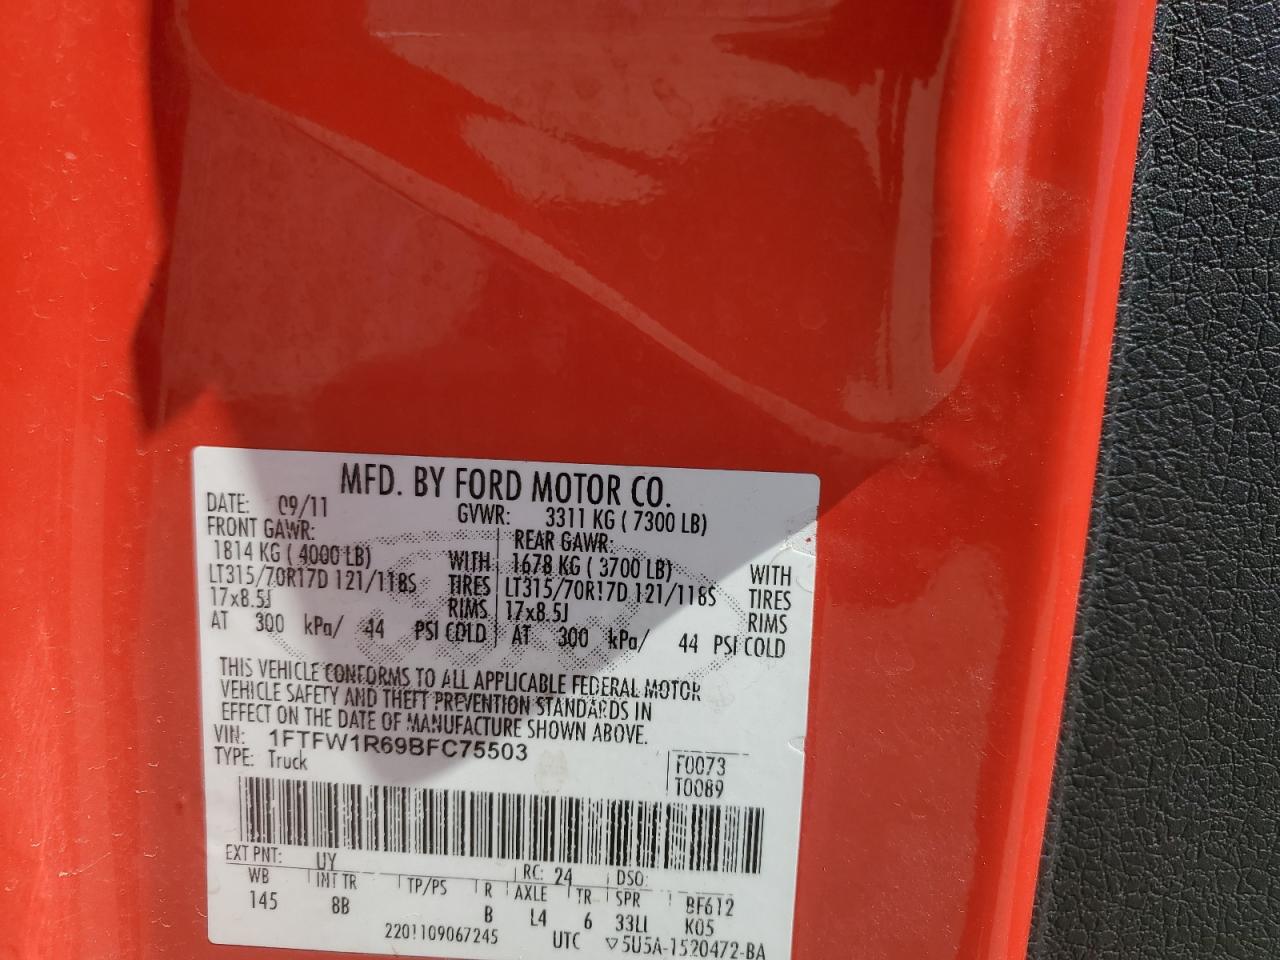 MFD. BY FORD MOTOR CO.
DATE: 09/11 GVWR: 3311 KG ( 7300 LB)
FRONT GAWR: REAR GAWR:
1814 KG ( 4000 LB) WITH 1678 KG ( 3700 LB) WITH
LT315/70R17D 121/118S TIRES LT315/70R17D 121/118S TIRES
17x8.5J RIMS 17x8.5J RIMS
AT 300 kPa/ 44 PSI COLD AT 300 kPa/ 44 PSI COLD
THIS VEHICLE CONFORMS TO ALL APPLICABLE FEDERAL MOTOR
VEHICLE SAFETY AND THEFT PREVENTION STANDARDS IN
EFFECT ON THE DATE OF MANUFACTURE SHOWN ABOVE.
VIN: 1FTFW1R69BFC75503
TYPE: Truck
F0073
T0089
EXT PNT: UY RC: 24 DSO:
WB INT TR TP/PS R AXLE TR SPR BF612
145 8B B L4 6 33LL K05
2201109067245 UTC ▽5U5A-1520472-BA